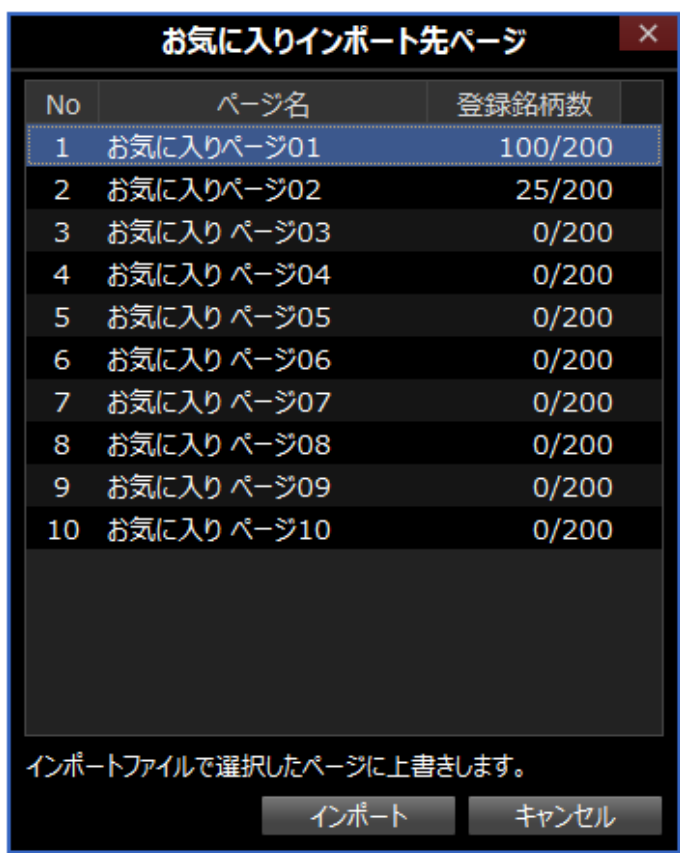 お気に入りインポート先ページ
No ページ名 登録銘柄数
1 お気に入りページ01 100/200
2 お気に入りページ02 25/200
3 お気に入り ページ03 0/200
4 お気に入り ページ04 0/200
5 お気に入り ページ05 0/200
6 お気に入り ページ06 0/200
7 お気に入り ページ07 0/200
8 お気に入り ページ08 0/200
9 お気に入り ページ09 0/200
10 お気に入り ページ10 0/200
インポートファイルで選択したページに上書きします。
インポート キャンセル